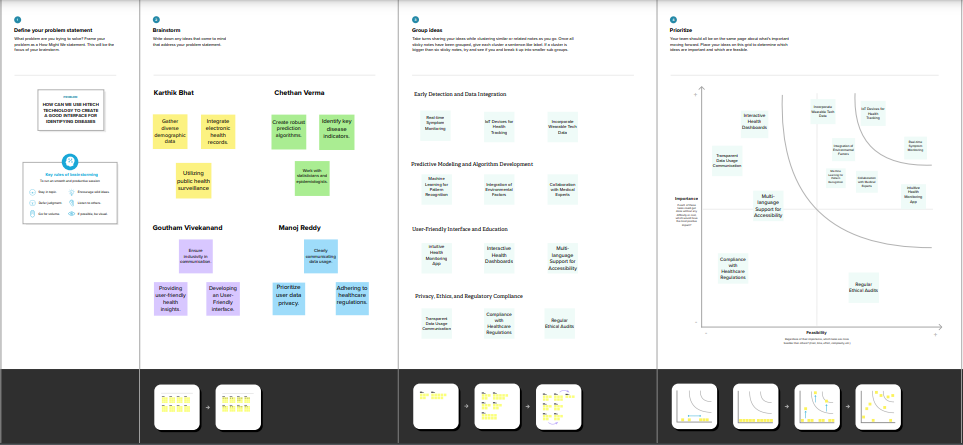 1
Define your problem statement
What problem are you trying to solve? Frame your
problem as a How Might We statement. This will be the
focus of your brainstorm.
PROBLEM
HOW CAN WE USE HITECH
TECHNOLOGY TO CREATE
A GOOD INTERFACE FOR
IDENTIFYING DISEASES
Key rules of brainstorming
To run an smooth and productive session
Stay in topic.
Encourage wild ideas.
Defer judgment.
Listen to others.
Go for volume.
If possible, be visual.
2
Brainstorm
Write down any ideas that come to mind
that address your problem statement.
Karthik Bhat
Gather
diverse
demographic
data
Integrate
electronic
health
records.
Utilizing
public health
surveillance
Chethan Verma
Create robust
prediction
algorithms.
Identify key
disease
indicators.
Work with
statisticians and
epidemiologists.
Goutham Vivekanand
Ensure
inclusivity in
communication.
Providing
user-friendly
health
insights.
Developing
an User-
Friendly
interface.
Manoj Reddy
Clearly
communicating
data usage.
Prioritize
user data
privacy.
Adhering to
healthcare
regulations.
3
Group ideas
Take turns sharing your ideas while clustering similar or related notes as you go. Once all
sticky notes have been grouped, give each cluster a sentence-like label. If a cluster is
bigger than six sticky notes, try and see if you and break it up into smaller sub-groups.
Early Detection and Data Integration
Real-time
Symptom
Monitoring
IoT Devices for
Health
Tracking
Incorporate
Wearable Tech
Data
Predictive Modeling and Algorithm Development
Machine
Learning for
Pattern
Recognition
Integration of
Environmental
Factors
Collaboration
with Medical
Experts
User-Friendly Interface and Education
Intuitive
Health
Monitoring
App
Interactive
Health
Dashboards
Multi-
language
Support for
Accessibility
Privacy, Ethics, and Regulatory Compliance
Transparent
Data Usage
Communication
Compliance
with
Healthcare
Regulations
Regular
Ethical Audits
4
Prioritize
Your team should all be on the same page about what's important
moving forward. Place your ideas on this grid to determine which
ideas are important and which are feasible.
Interactive
Health
Dashboards
Incorporate
Wearable Tech
Data
IoT Devices for
Health
Tracking
Transparent
Data Usage
Communication
Integration of
Environmental
Factors
Real-time
Symptom
Monitoring
Machine
Learning for
Pattern
Recognition
Collaboration
with Medical
Experts
Intuitive
Health
Monitoring
App
Multi-
language
Support for
Accessibility
Importance
Compliance
with
Healthcare
Regulations
Regular
Ethical Audits
Feasibility